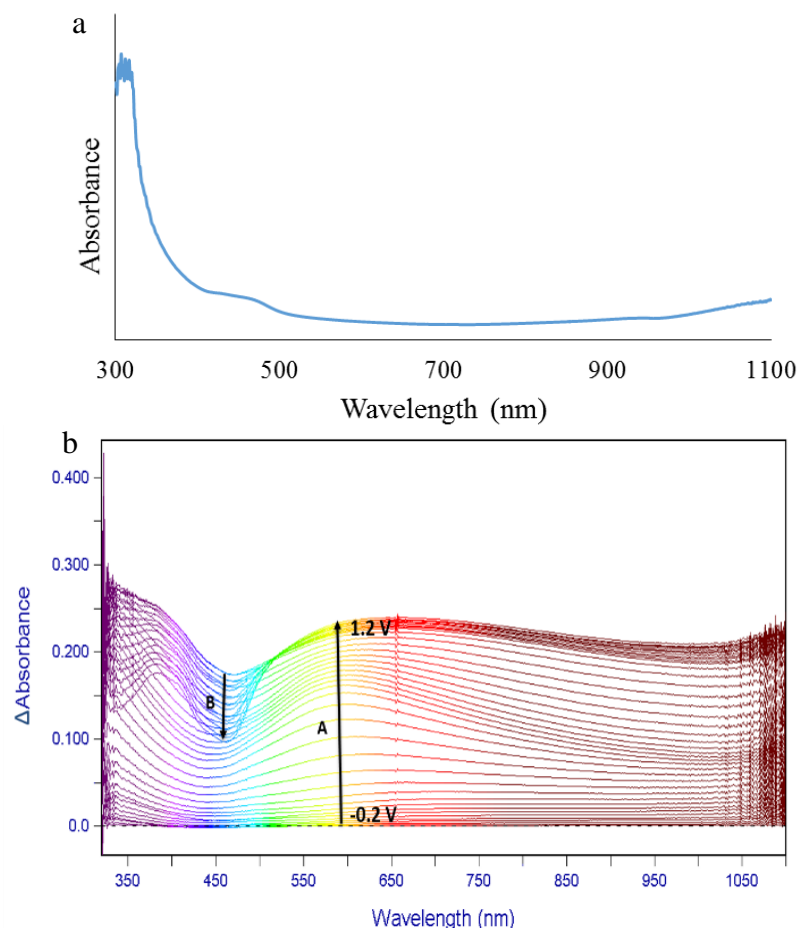 a
Absorbance
300 500 700 900 1100
Wavelength (nm)
b
0.400
0.300
0.200
0.100
0.0
ΔAbsorbance
1.2 V
B
A
-0.2 V
350 450 550 650 750 850 950 1050
Wavelength (nm)